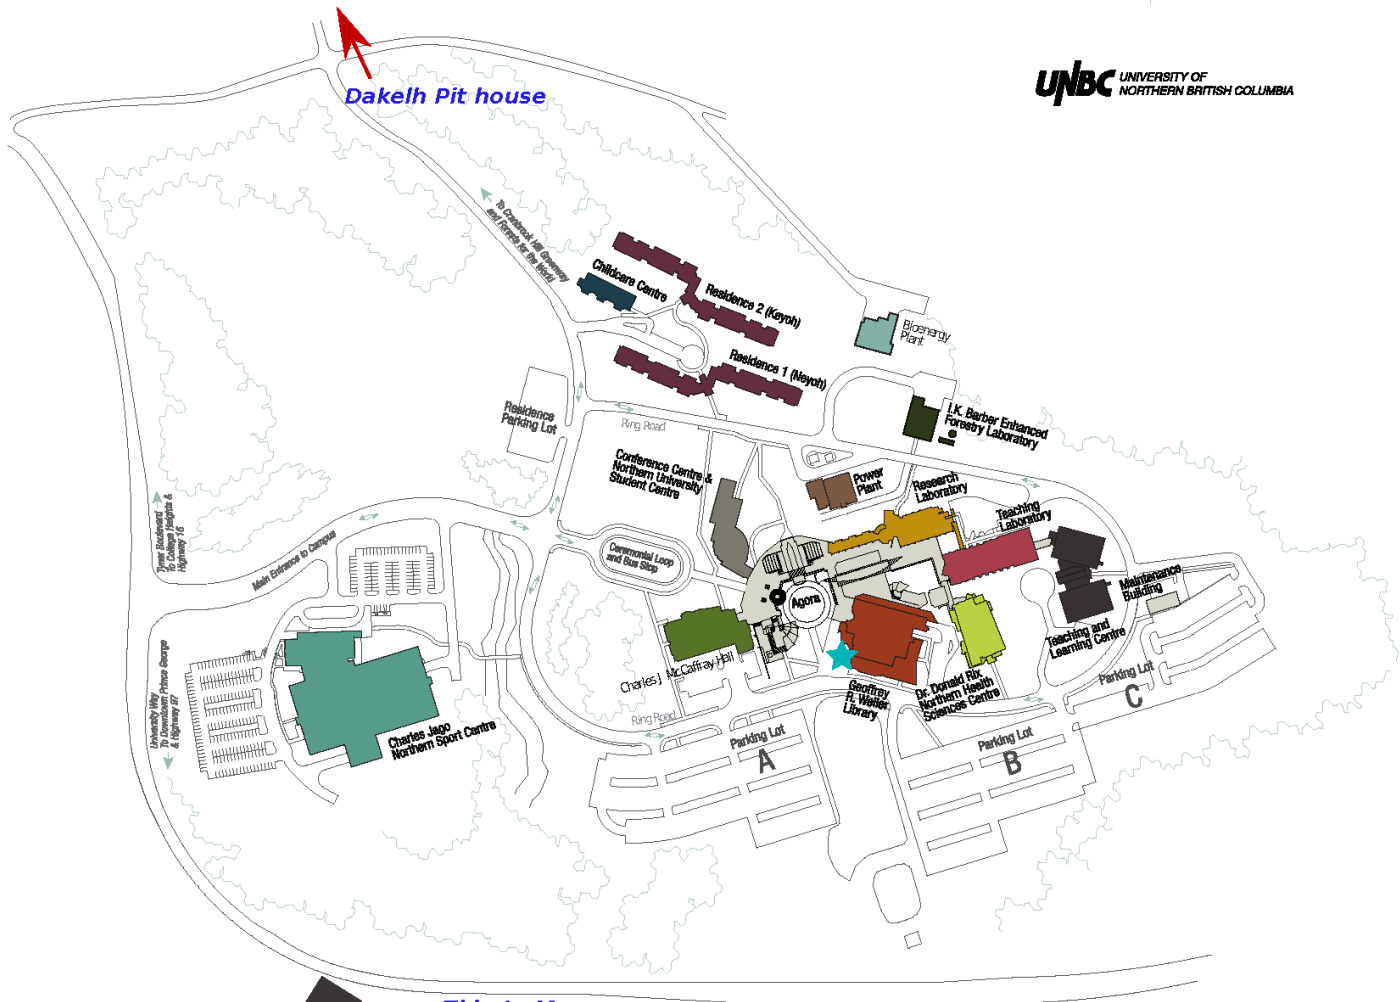 Dakelh Pit house
UNBC
UNIVERSITY OF
NORTHERN BRITISH COLUMBIA
To Cranbrook Hill Greenway
and Forests for the World
Childcare Centre
Residence 2 (Keyoh)
Bioenergy
Plant
Residence 1 (Neyoh)
Residence
Parking Lot
Ring Road
I.K. Barber Enhanced
Forestry Laboratory
Conference Centre &
Northern University
Student Centre
Power
Plant
Research
Laboratory
Teaching
Laboratory
Tyner Boulevard
To College Heights &
Highway 16
Main Entrance to Campus
Ceremonial Loop
and Bus Stop
Agora
Maintenance
Building
Teaching and
Learning Centre
Charles J. McCaffray Hall
University Way
To Downtown Prince George
& Highway 97
Charles Jago
Northern Sport Centre
Ring Road
Geoffrey
R. Weller
Library
Dr. Donald Rix
Northern Health
Sciences Centre
Parking Lot
A
Parking Lot
B
Parking Lot
C